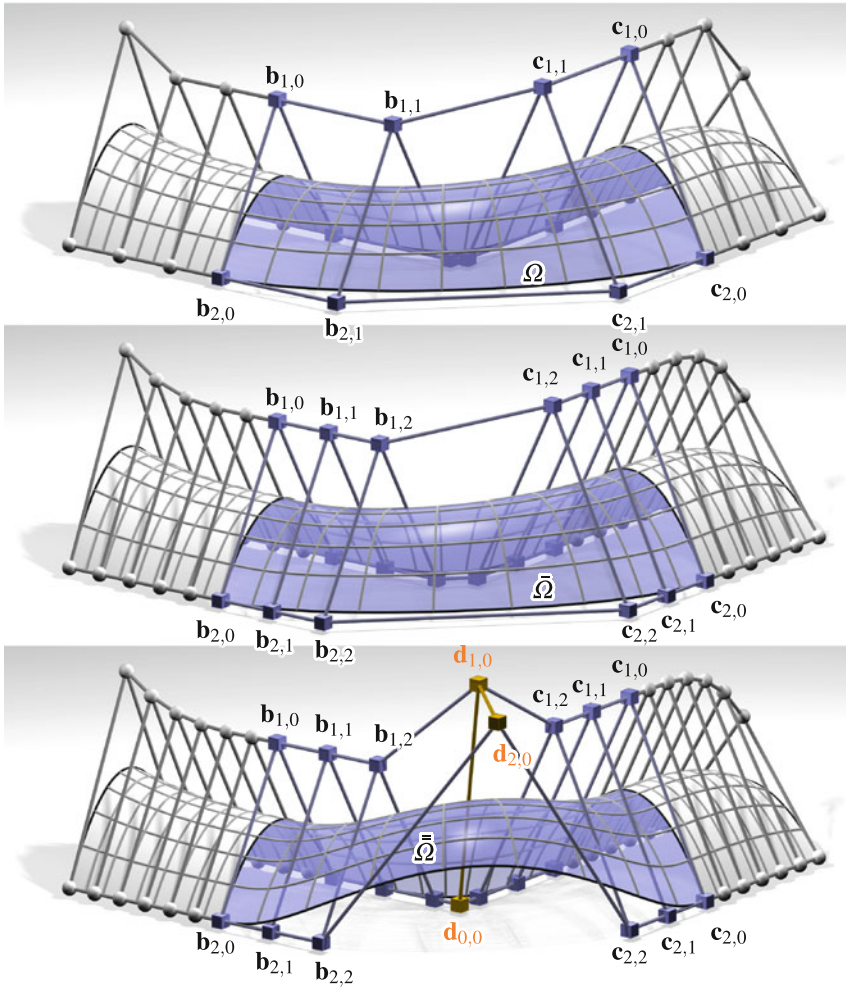 c1,0
b1,0 c1,1
b1,1
Ω
b2,0 c2,0
b2,1 c2,1
c1,0
c1,2 c1,1
b1,0 b1,1 b1,2
Ω̄
b2,0 b2,1 b2,2 c2,2 c2,1 c2,0
d1,0 c1,0
b1,0 b1,1 b1,2 c1,2 c1,1
d2,0
Ω̿
b2,0 b2,1 b2,2 d0,0 c2,2 c2,1 c2,0